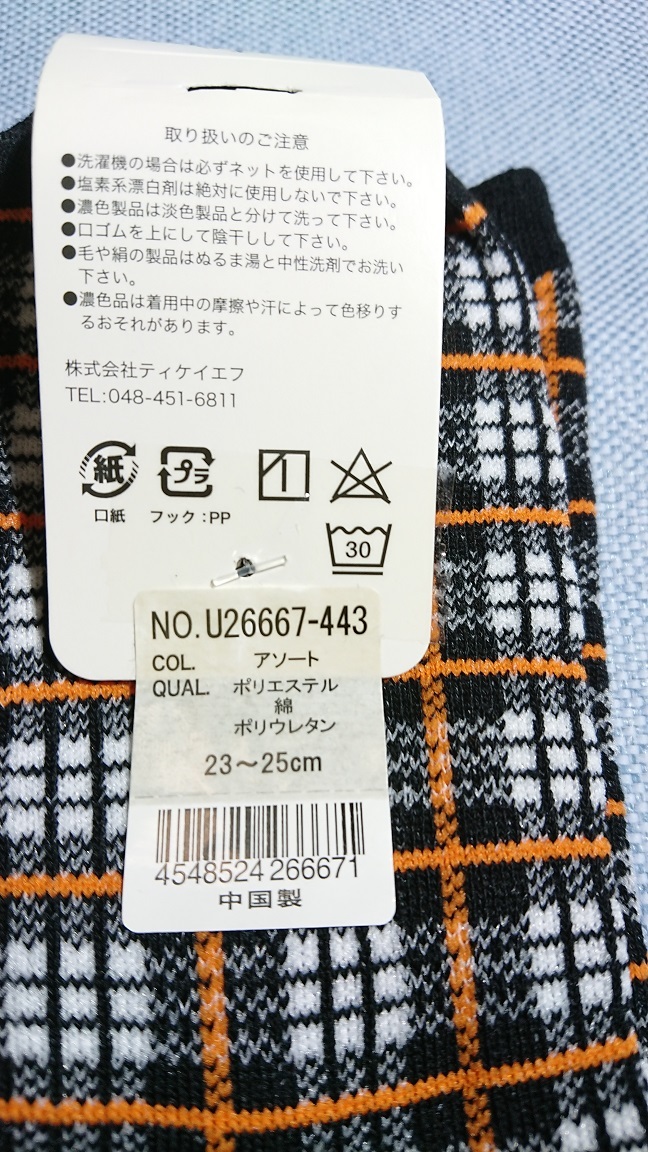 取り扱いのご注意
●洗濯機の場合は必ずネットを使用して下さい。
●塩素系漂白剤は絶対に使用しないで下さい。
●濃色製品は淡色製品と分けて洗って下さい。
●口ゴムを上にして陰干しして下さい。
●毛や絹の製品はぬるま湯と中性洗剤でお洗い
下さい。
●濃色品は着用中の摩擦や汗によって色移りす
るおそれがあります。
株式会社ティケイエフ
TEL:048-451-6811
紙
プラ
口紙
フック:PP
30
NO.U26667-443
COL. アソート
QUAL. ポリエステル
綿
ポリウレタン
23～25cm
4548524266671
中国製